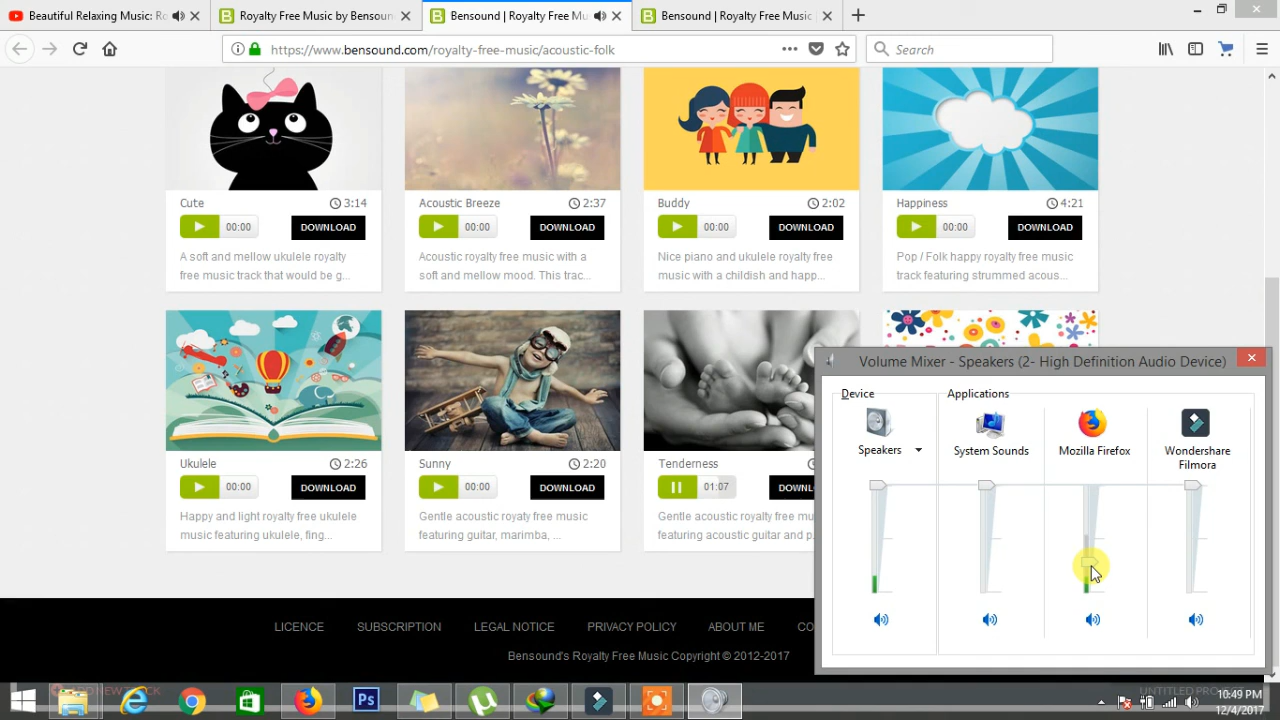 Beautiful Relaxing Music: R
Royalty Free Music by Bensound
Bensound | Royalty Free Mu
Bensound | Royalty Free Music
https://www.bensound.com/royalty-free-music/acoustic-folk
Search
Cute 3:14
Acoustic Breeze 2:37
Buddy 2:02
Happiness 4:21
00:00 DOWNLOAD
00:00 DOWNLOAD
00:00 DOWNLOAD
00:00 DOWNLOAD
A soft and mellow ukulele royalty
free music track that would be g...
Acoustic royalty free music with a
soft and mellow mood. This trac...
Nice piano and ukulele royalty free
music with a childish and happ...
Pop / Folk happy royalty free music
track featuring strummed acous...
Ukulele 2:26
Sunny 2:20
Tenderness
00:00 DOWNLOAD
00:00 DOWNLOAD
01:07 DOWNL
Happy and light royalty free ukulele
music featuring ukulele, fing...
Gentle acoustic royaty free music
featuring guitar, marimba, ...
Gentle acoustic royalty free mu
featuring acoustic guitar and p
Volume Mixer - Speakers (2- High Definition Audio Device)
Device
Applications
Speakers
System Sounds
Mozilla Firefox
Wondershare
Filmora
LICENCE SUBSCRIPTION LEGAL NOTICE PRIVACY POLICY ABOUT ME CO
Bensound's Royalty Free Music Copyright © 2012-2017
Ps
UNTITLED PRO
10:49 PM
12/4/2017